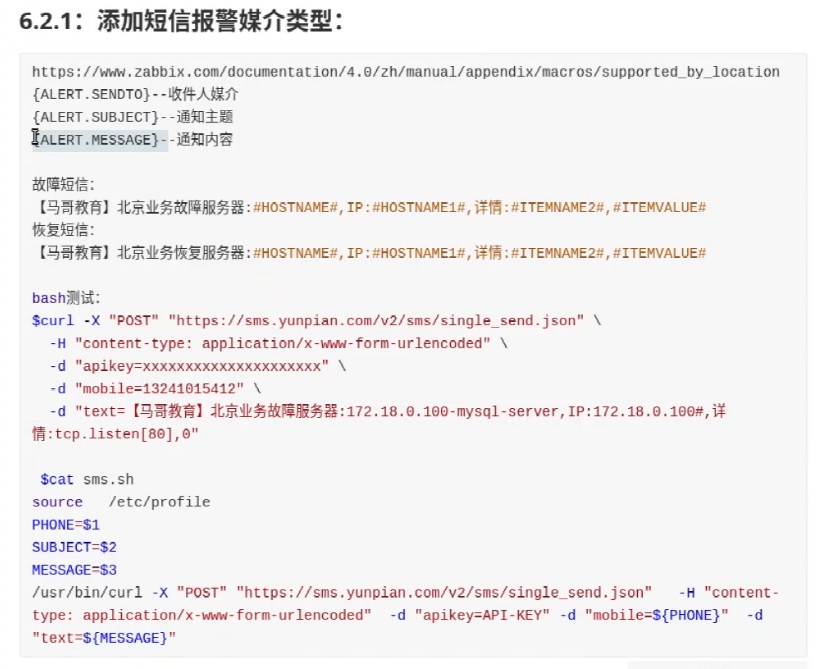 6.2.1：添加短信报警媒介类型：
https://www.zabbix.com/documentation/4.0/zh/manual/appendix/macros/supported_by_location
{ALERT.SENDTO}--收件人媒介
{ALERT.SUBJECT}--通知主题
{ALERT.MESSAGE}--通知内容
故障短信：
【马哥教育】北京业务故障服务器:#HOSTNAME#,IP:#HOSTNAME1#,详情:#ITEMNAME2#,#ITEMVALUE#
恢复短信：
【马哥教育】北京业务恢复服务器:#HOSTNAME#,IP:#HOSTNAME1#,详情:#ITEMNAME2#,#ITEMVALUE#
bash测试：
$curl -X "POST" "https://sms.yunpian.com/v2/sms/single_send.json" \
-H "content-type: application/x-www-form-urlencoded" \
-d "apikey=xxxxxxxxxxxxxxxxxxxxx" \
-d "mobile=13241015412" \
-d "text=【马哥教育】北京业务故障服务器:172.18.0.100-mysql-server,IP:172.18.0.100#,详
情:tcp.listen[80],0"
$cat sms.sh
source /etc/profile
PHONE=$1
SUBJECT=$2
MESSAGE=$3
/usr/bin/curl -X "POST" "https://sms.yunpian.com/v2/sms/single_send.json" -H "content-
type: application/x-www-form-urlencoded" -d "apikey=API-KEY" -d "mobile=${PHONE}" -d
"text=${MESSAGE}"